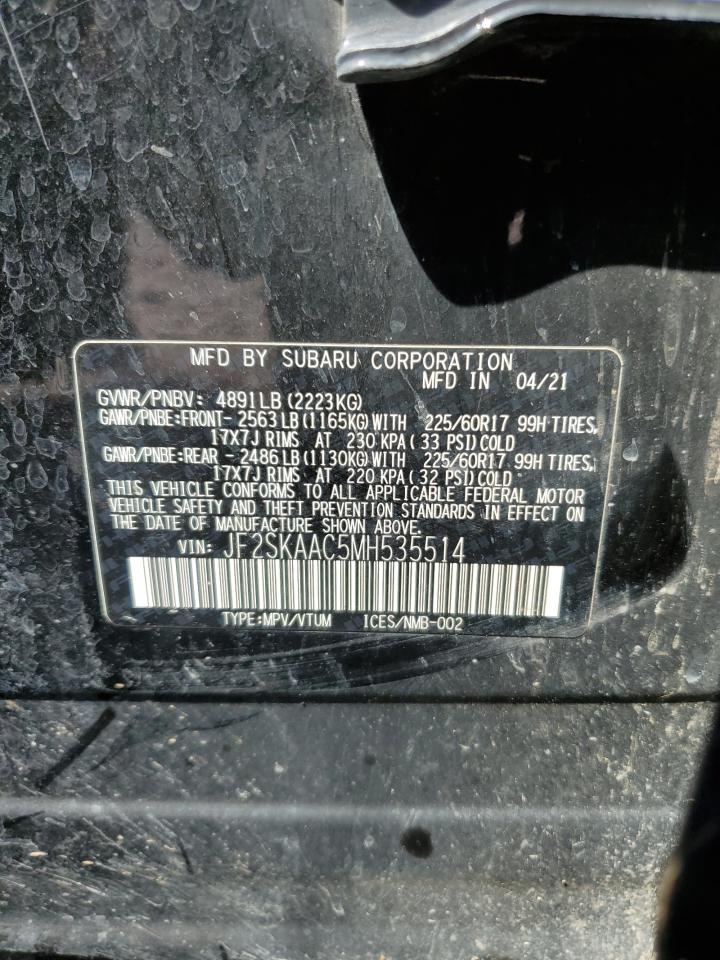 MFD BY SUBARU CORPORATION
MFD IN 04/21
GVWR/PNBV: 4891LB(2223KG)
GAWR/PNBE:FRONT- 2563LB(1165KG)WITH 225/60R17 99H TIRES,
17X7J RIMS AT 230 KPA(33 PSI)COLD
GAWR/PNBE:REAR - 2486LB(1130KG)WITH 225/60R17 99H TIRES,
17X7J RIMS AT 220 KPA(32 PSI)COLD
THIS VEHICLE CONFORMS TO ALL APPLICABLE FEDERAL MOTOR
VEHICLE SAFETY AND THEFT PREVENTION STANDARDS IN EFFECT ON
THE DATE OF MANUFACTURE SHOWN ABOVE.
VIN: JF2SKAAC5MH535514
TYPE:MPV/VTUM ICES/NMB-002